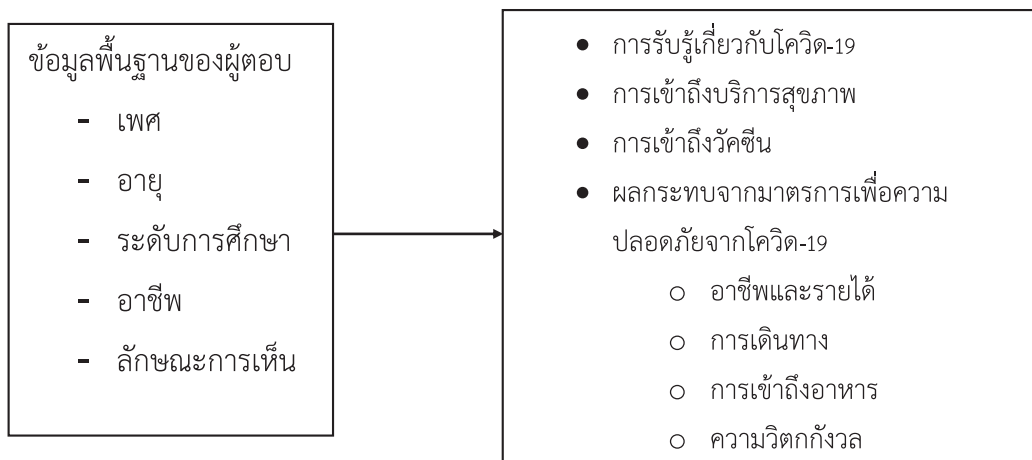 ข้อมูลพื้นฐานของผู้ตอบ
- เพศ
- อายุ
- ระดับการศึกษา
- อาชีพ
- ลักษณะการเห็น
• การรับรู้เกี่ยวกับโควิด-19
• การเข้าถึงบริการสุขภาพ
• การเข้าถึงวัคซีน
• ผลกระทบจากมาตรการเพื่อความ
ปลอดภัยจากโควิด-19
o อาชีพและรายได้
o การเดินทาง
o การเข้าถึงอาหาร
o ความวิตกกังวล